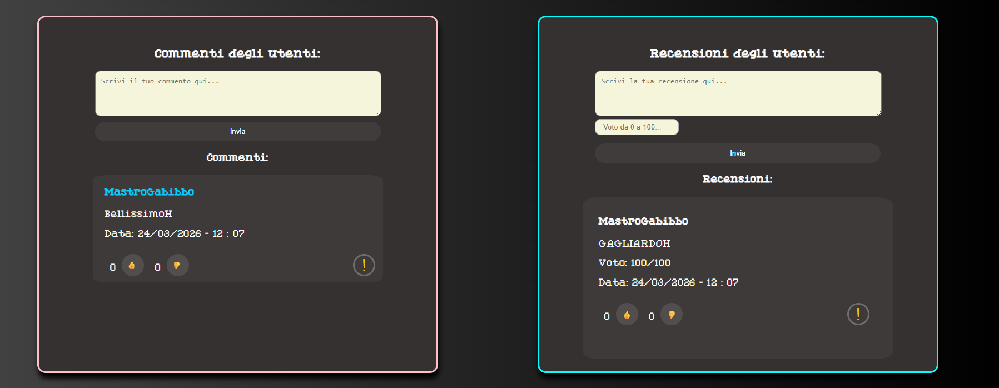 Commenti degli utenti:
Scrivi il tuo commento qui...
Invia
Commenti:
MastroGabibbo
BellissimoH
Data: 24/03/2026 - 12 : 07
0 👍 0 👎 !
Recensioni degli utenti:
Scrivi la tua recensione qui...
Voto da 0 a 100...
Invia
Recensioni:
MastroGabibbo
GAGLIARDOH
Voto: 100/100
Data: 24/03/2026 - 12 : 07
0 👍 0 👎 !